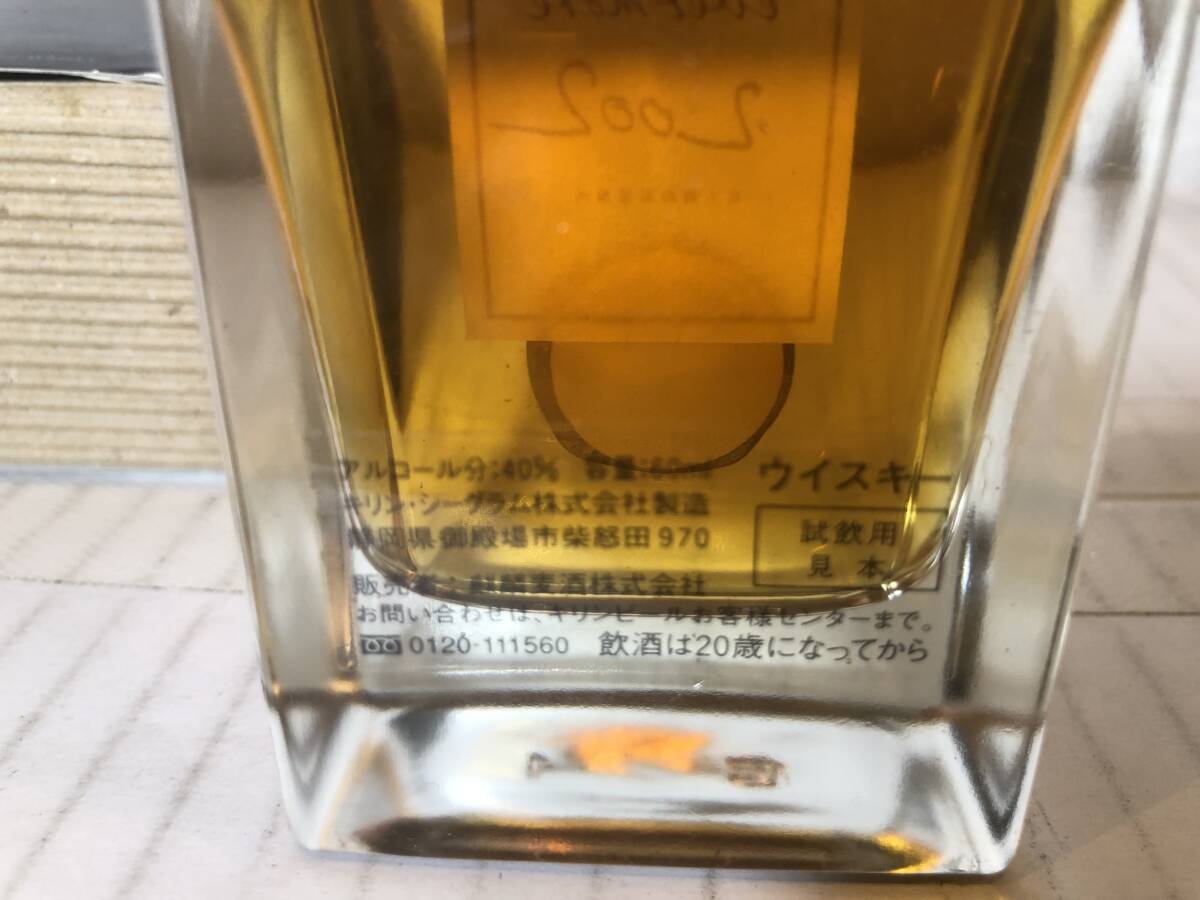 evermore
2002
アルコール分:40% 容量:60ml
ウイスキー
キリン・シーグラム株式会社製造
静岡県御殿場市柴怒田970
試飲用
見本
販売者:麒麟麦酒株式会社
お問い合わせは、キリンビールお客様センターまで。
0120-111560 飲酒は20歳になってから